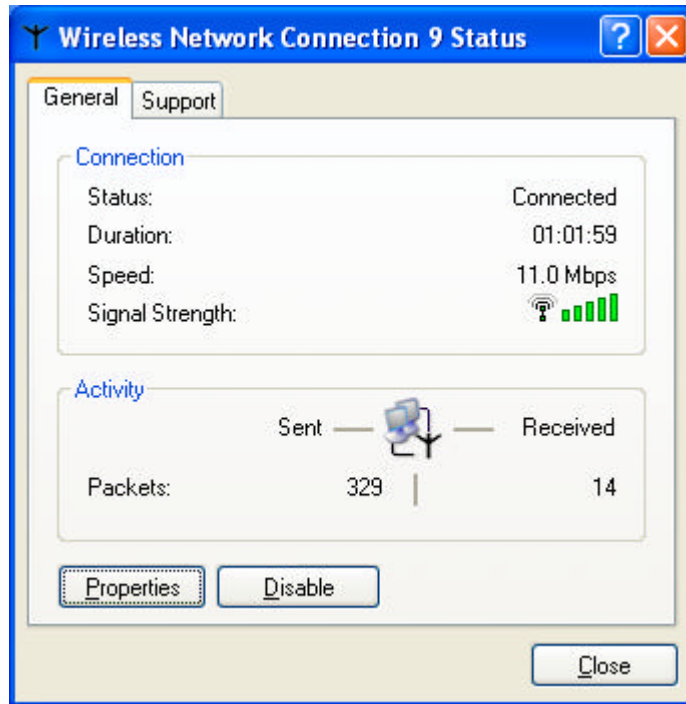 Wireless Network Connection 9 Status
General Support
Connection
Status: Connected
Duration: 01:01:59
Speed: 11.0 Mbps
Signal Strength:
Activity
Sent Received
Packets: 329 14
Properties Disable
Close